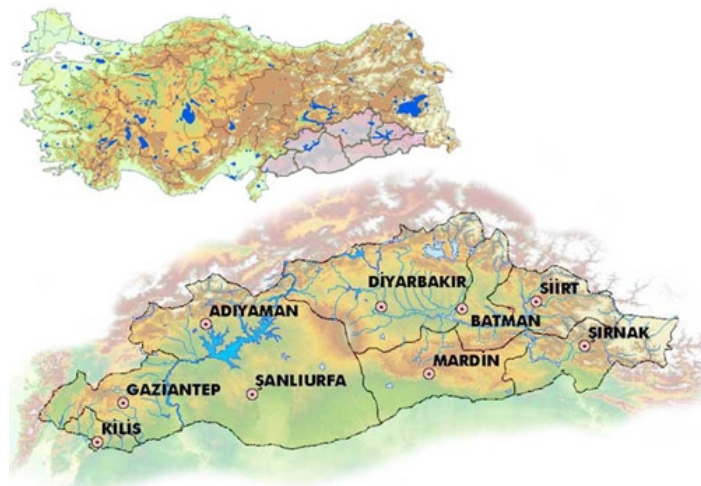 DİYARBAKIR
SİİRT
ADIYAMAN
BATMAN
ŞIRNAK
MARDİN
GAZİANTEP
ŞANLIURFA
KİLİS